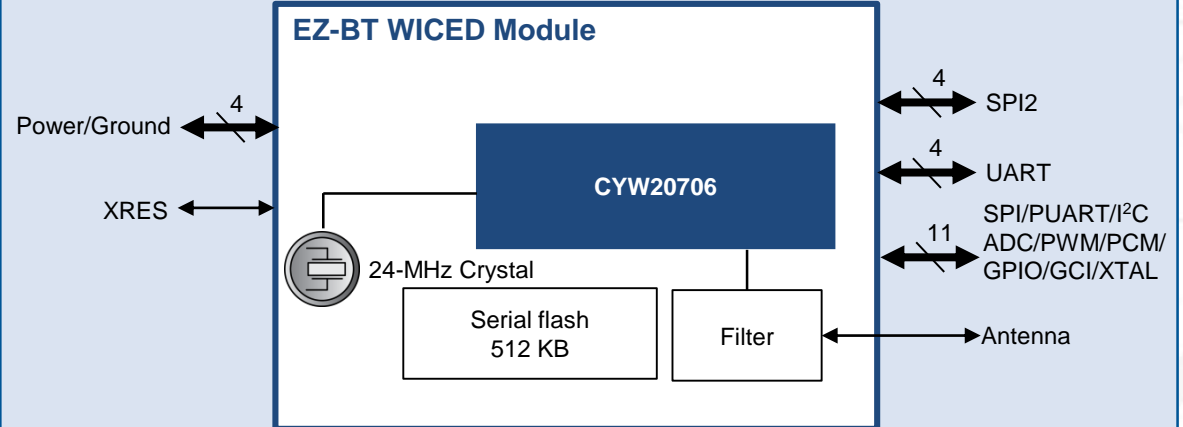 EZ-BT WICED Module
4
Power/Ground
XRES
CYW20706
24-MHz Crystal
Serial flash
512 KB
Filter
4
SPI2
4
UART
11
SPI/PUART/I²C
ADC/PWM/PCM/
GPIO/GCI/XTAL
Antenna